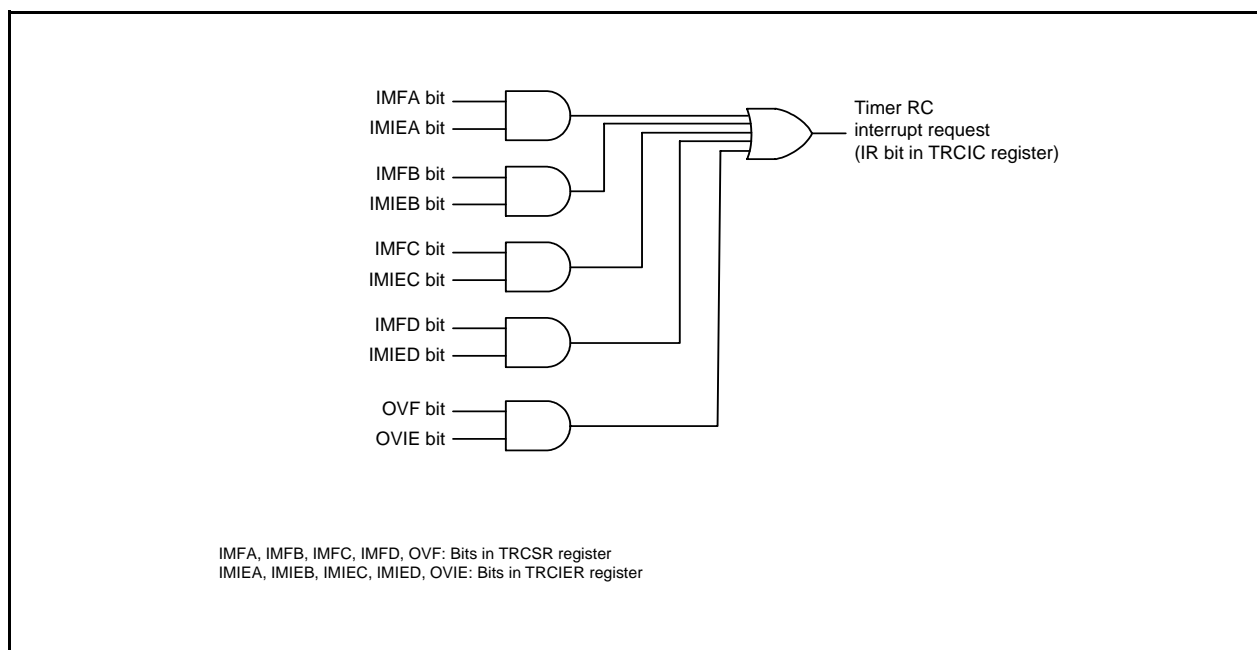 IMFA bit
IMIEA bit
IMFB bit
IMIEB bit
IMFC bit
IMIEC bit
IMFD bit
IMIED bit
OVF bit
OVIE bit
Timer RC
interrupt request
(IR bit in TRCIC register)
IMFA, IMFB, IMFC, IMFD, OVF: Bits in TRCSR register
IMIEA, IMIEB, IMIEC, IMIED, OVIE: Bits in TRCIER register